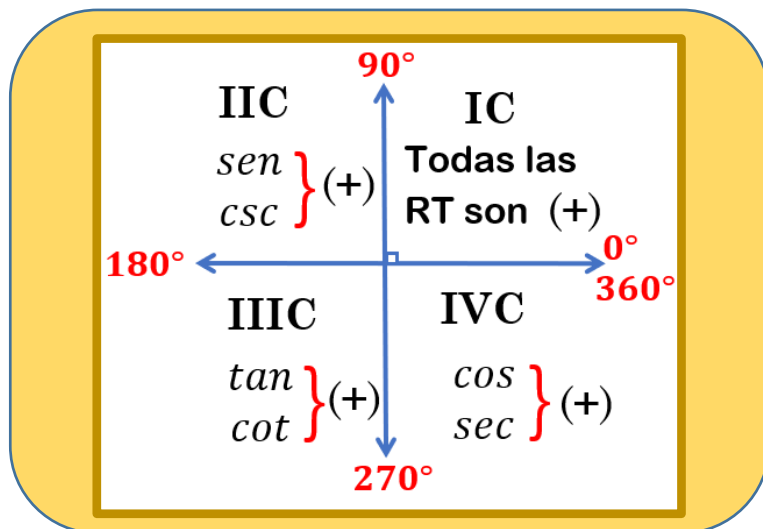 90°
IIC
sen
csc
(+)
IC
Todas las
RT son (+)
180°
0°
360°
IIIC
tan
cot
(+)
IVC
cos
sec
(+)
270°